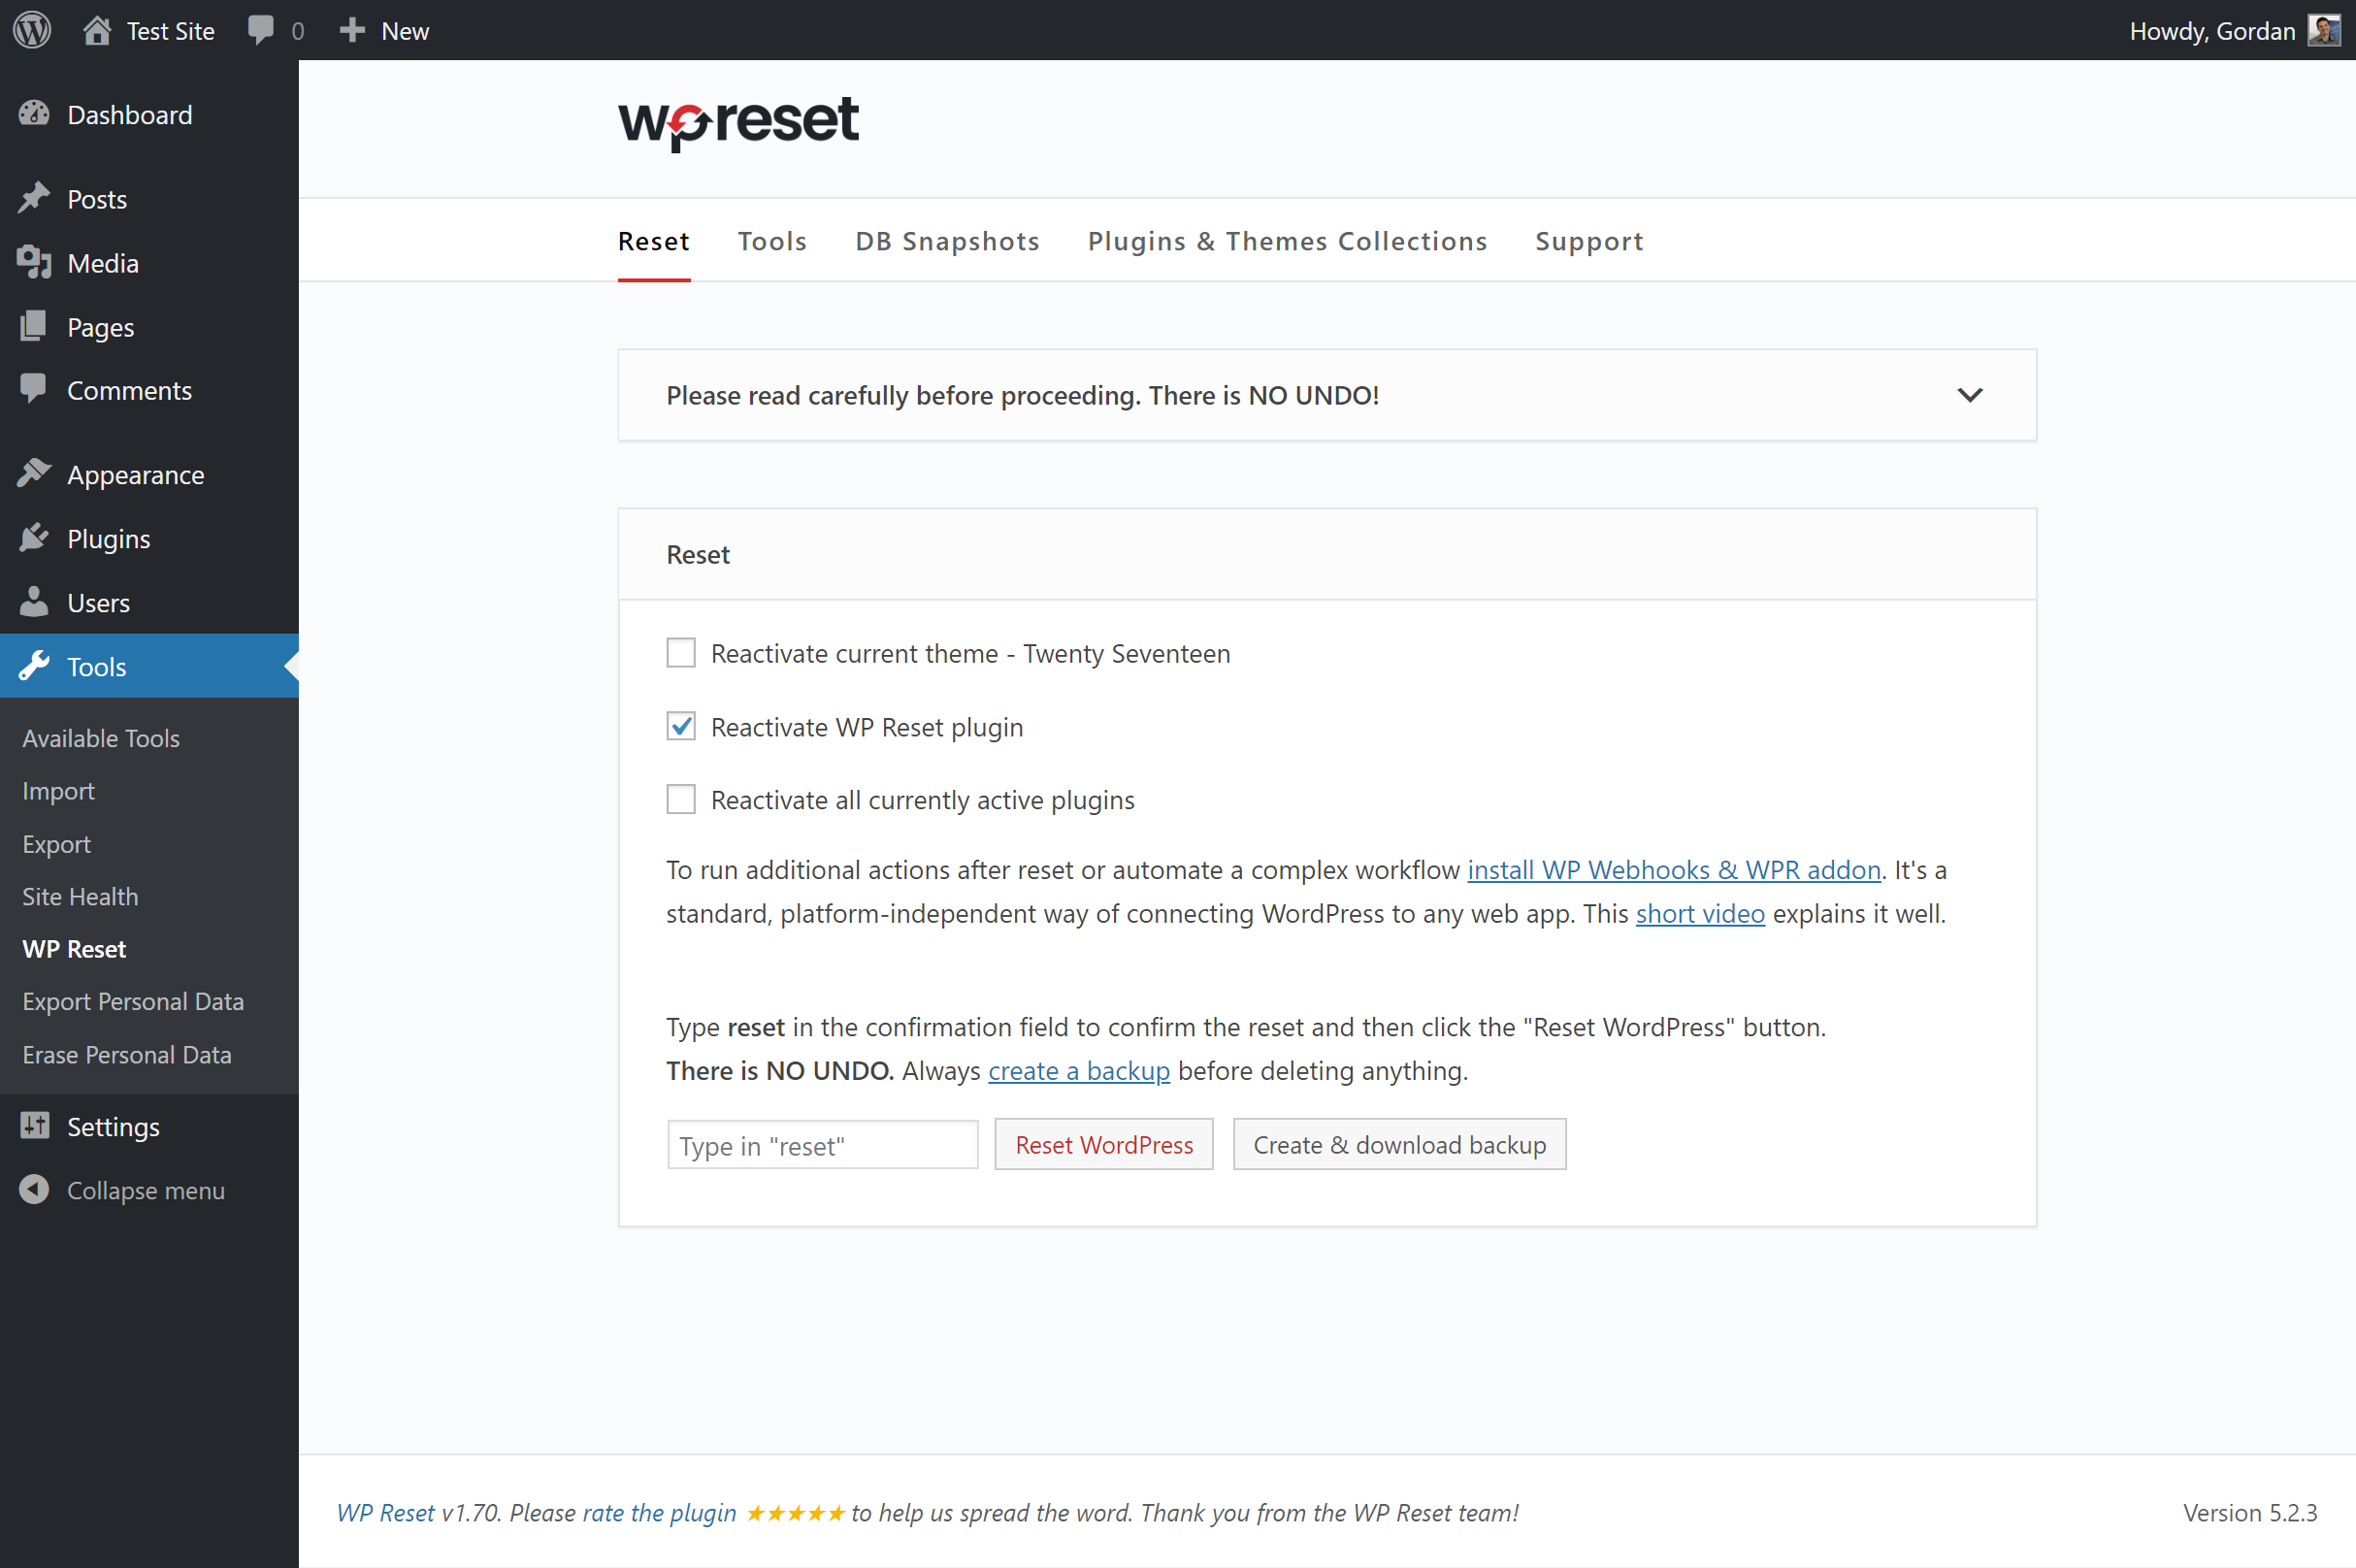 Test Site 0 New Howdy, Gordan
Dashboard
Posts
Media
Pages
Comments
Appearance
Plugins
Users
Tools
Available Tools
Import
Export
Site Health
WP Reset
Export Personal Data
Erase Personal Data
Settings
Collapse menu
wpreset
Reset Tools DB Snapshots Plugins & Themes Collections Support
Please read carefully before proceeding. There is NO UNDO!
Reset
Reactivate current theme - Twenty Seventeen
Reactivate WP Reset plugin
Reactivate all currently active plugins
To run additional actions after reset or automate a complex workflow install WP Webhooks & WPR addon. It's a
standard, platform-independent way of connecting WordPress to any web app. This short video explains it well.
Type reset in the confirmation field to confirm the reset and then click the "Reset WordPress" button.
There is NO UNDO. Always create a backup before deleting anything.
Type in "reset" Reset WordPress Create & download backup
WP Reset v1.70. Please rate the plugin ★★★★★ to help us spread the word. Thank you from the WP Reset team! Version 5.2.3